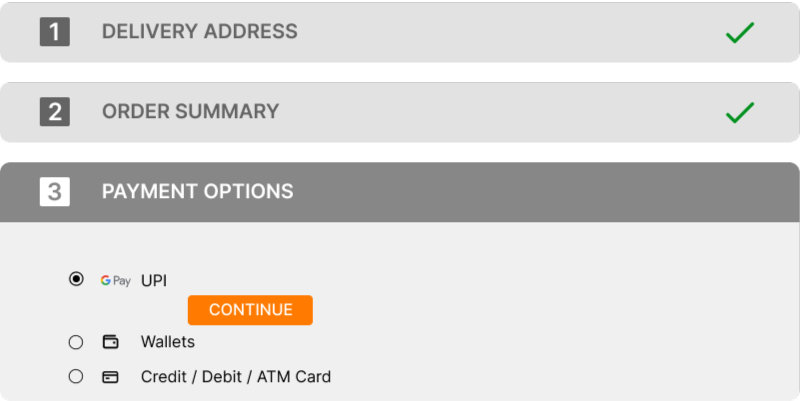 1 DELIVERY ADDRESS
2 ORDER SUMMARY
3 PAYMENT OPTIONS
G Pay UPI
CONTINUE
Wallets
Credit / Debit / ATM Card